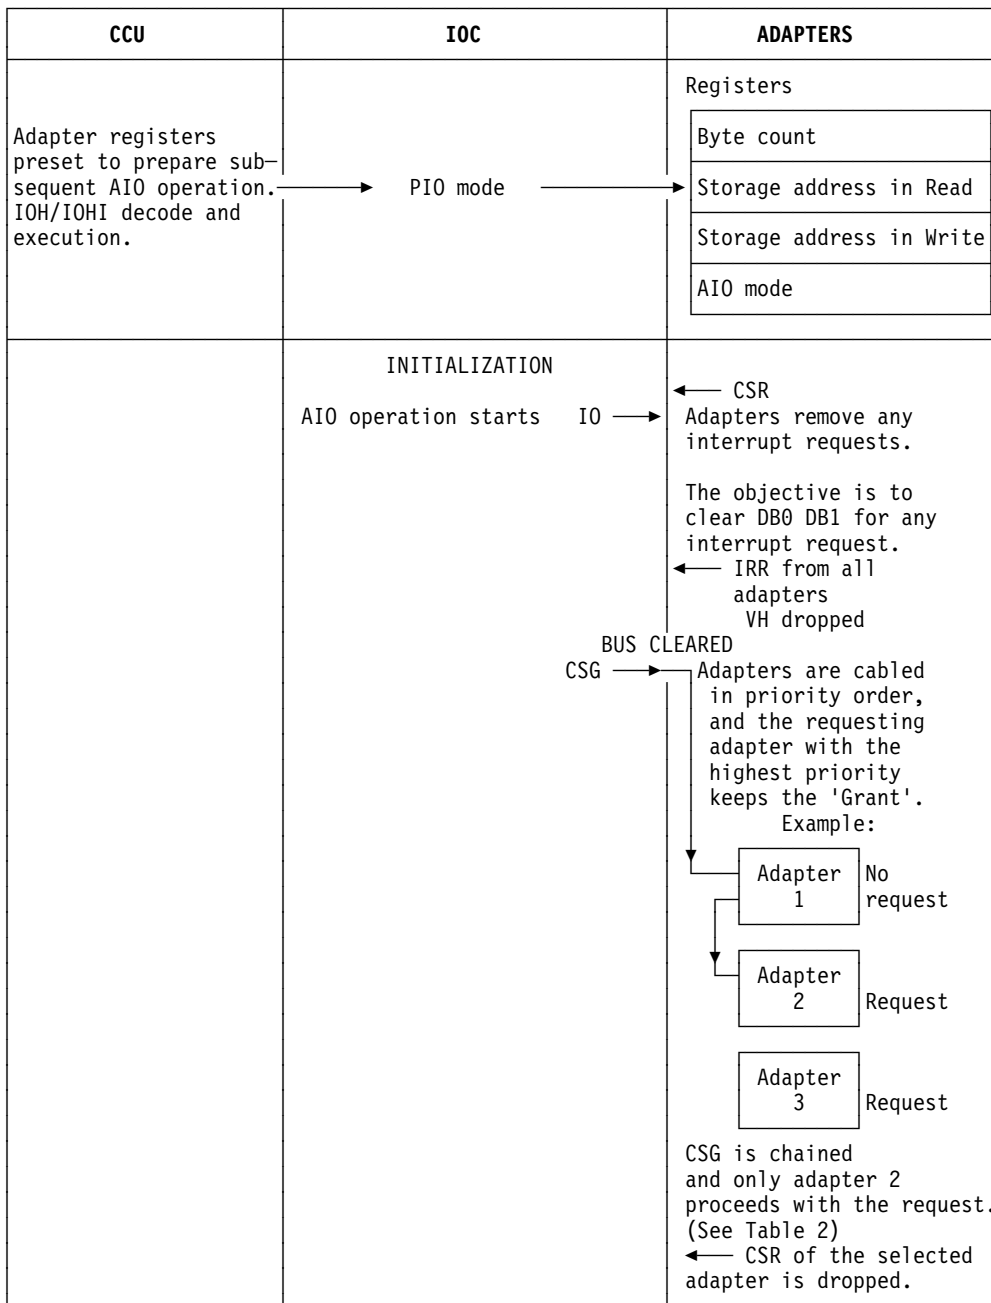 CCU
IOC
ADAPTERS
Adapter registers
preset to prepare sub–
sequent AIO operation.
IOH/IOHI decode and
execution.
PIO mode
Registers
Byte count
Storage address in Read
Storage address in Write
AIO mode
INITIALIZATION
AIO operation starts IO
CSR
Adapters remove any
interrupt requests.
The objective is to
clear DB0 DB1 for any
interrupt request.
IRR from all
adapters
VH dropped
BUS CLEARED
CSG
Adapters are cabled
in priority order,
and the requesting
adapter with the
highest priority
keeps the 'Grant'.
Example:
Adapter
1
No
request
Adapter
2
Request
Adapter
3
Request
CSG is chained
and only adapter 2
proceeds with the request.
(See Table 2)
CSR of the selected
adapter is dropped.